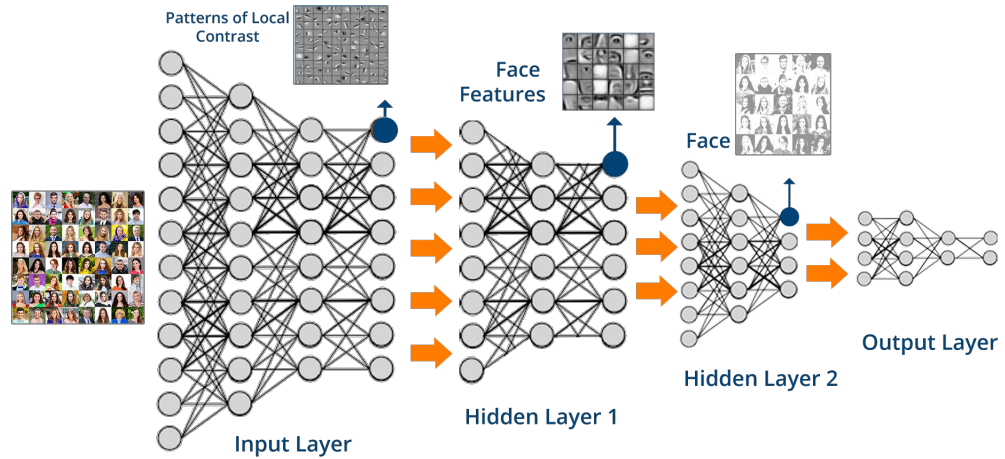 Patterns of Local
Contrast
Face
Features
Face
Input Layer
Hidden Layer 1
Hidden Layer 2
Output Layer